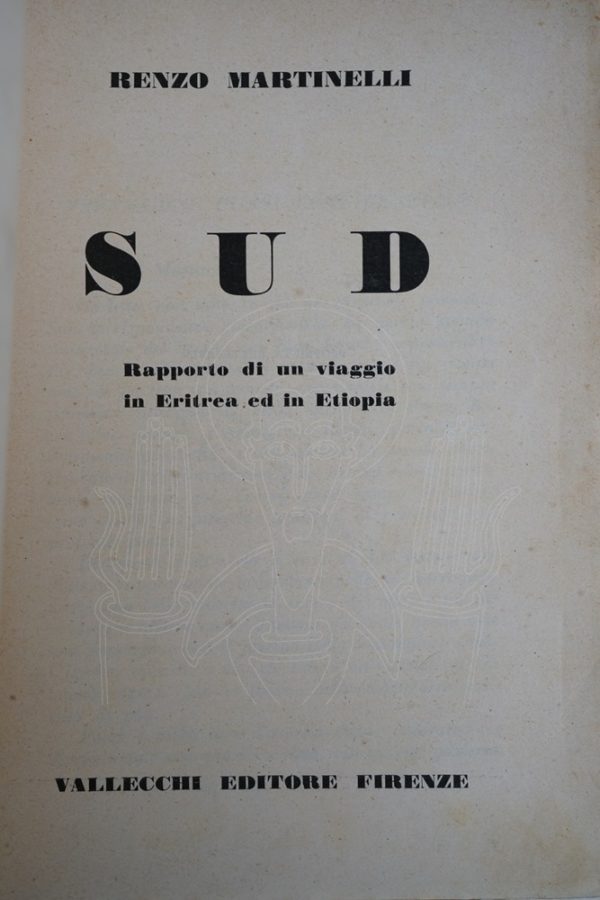 RENZO MARTINELLI
SUD
Rapporto di un viaggio
in Eritrea ed in Etiopia
VALLECCHI EDITORE FIRENZE